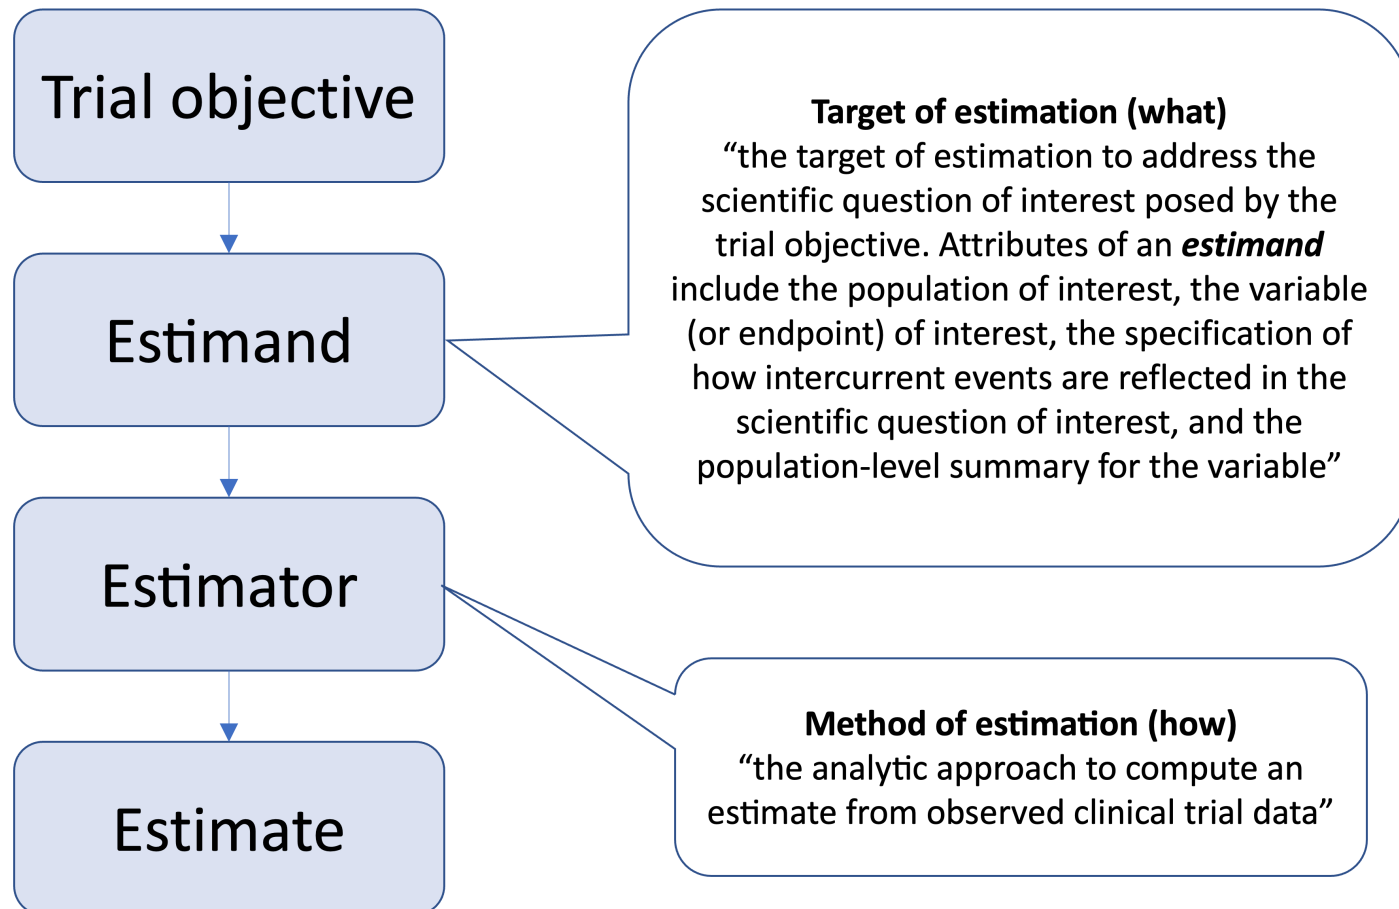 Trial objective
Estimand
Estimator
Estimate
Target of estimation (what)
“the target of estimation to address the
scientific question of interest posed by the
trial objective. Attributes of an estimand
include the population of interest, the variable
(or endpoint) of interest, the specification of
how intercurrent events are reflected in the
scientific question of interest, and the
population-level summary for the variable”
Method of estimation (how)
“the analytic approach to compute an
estimate from observed clinical trial data”